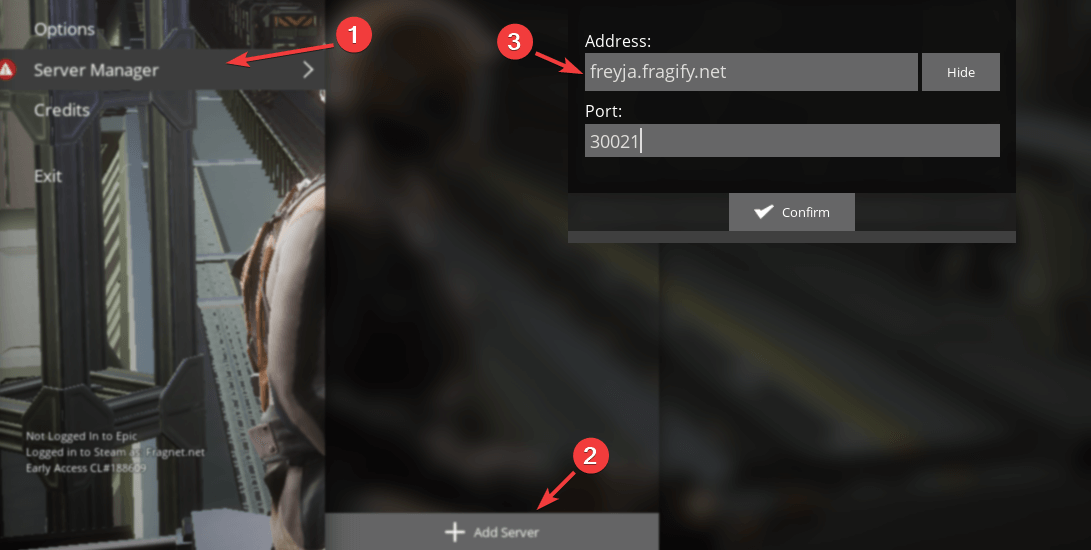 Options
1
Server Manager
Credits
Exit
Not Logged In to Epic
Logged in to Steam as: Fragnet.net
Early Access CL#188609
2
Add Server
3
Address:
freyja.fragify.net
Hide
Port:
30021
Confirm